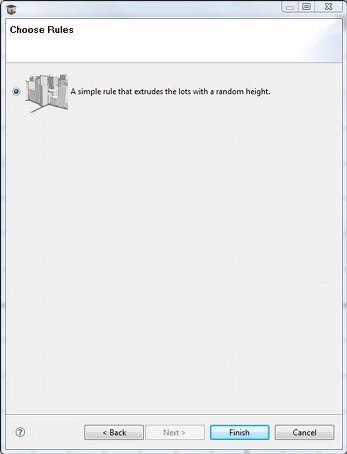 Choose Rules
A simple rule that extrudes the lots with a random height.
?
< Back
Next >
Finish
Cancel